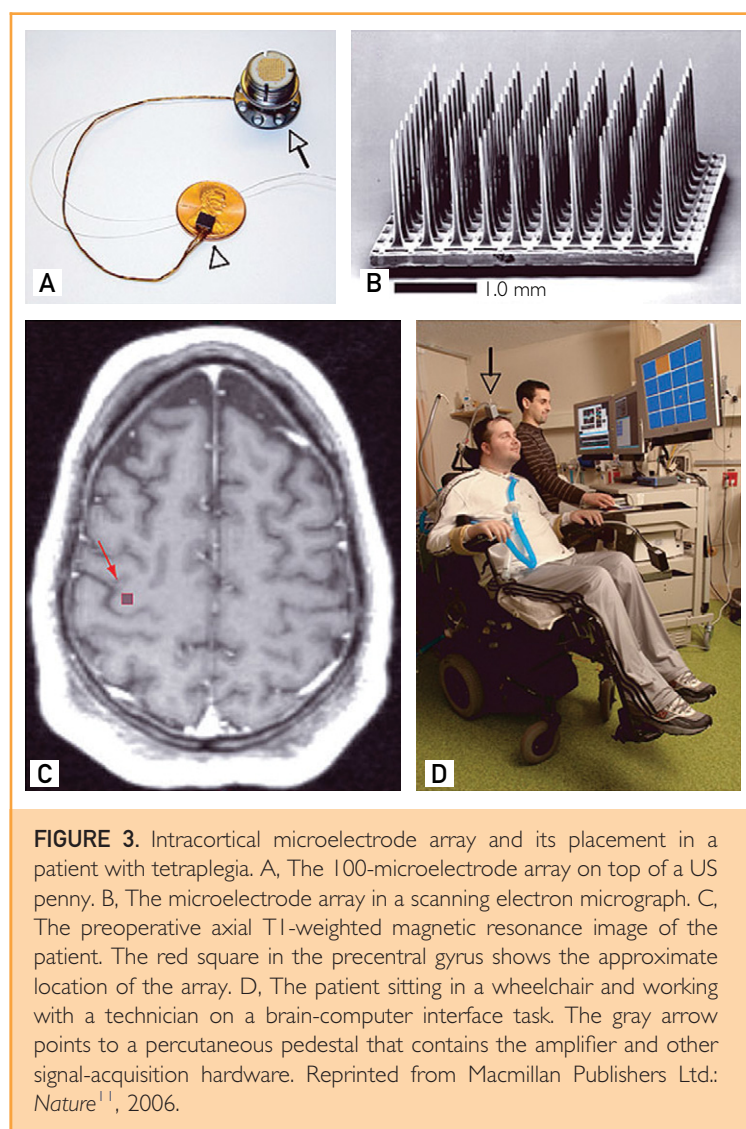 A
B
1.0 mm
C
D
FIGURE 3. Intracortical microelectrode array and its placement in a
patient with tetraplegia. A, The 100-microelectrode array on top of a US
penny. B, The microelectrode array in a scanning electron micrograph. C,
The preoperative axial T1-weighted magnetic resonance image of the
patient. The red square in the precentral gyrus shows the approximate
location of the array. D, The patient sitting in a wheelchair and working
with a technician on a brain-computer interface task. The gray arrow
points to a percutaneous pedestal that contains the amplifier and other
signal-acquisition hardware. Reprinted from Macmillan Publishers Ltd.:
Nature¹¹, 2006.